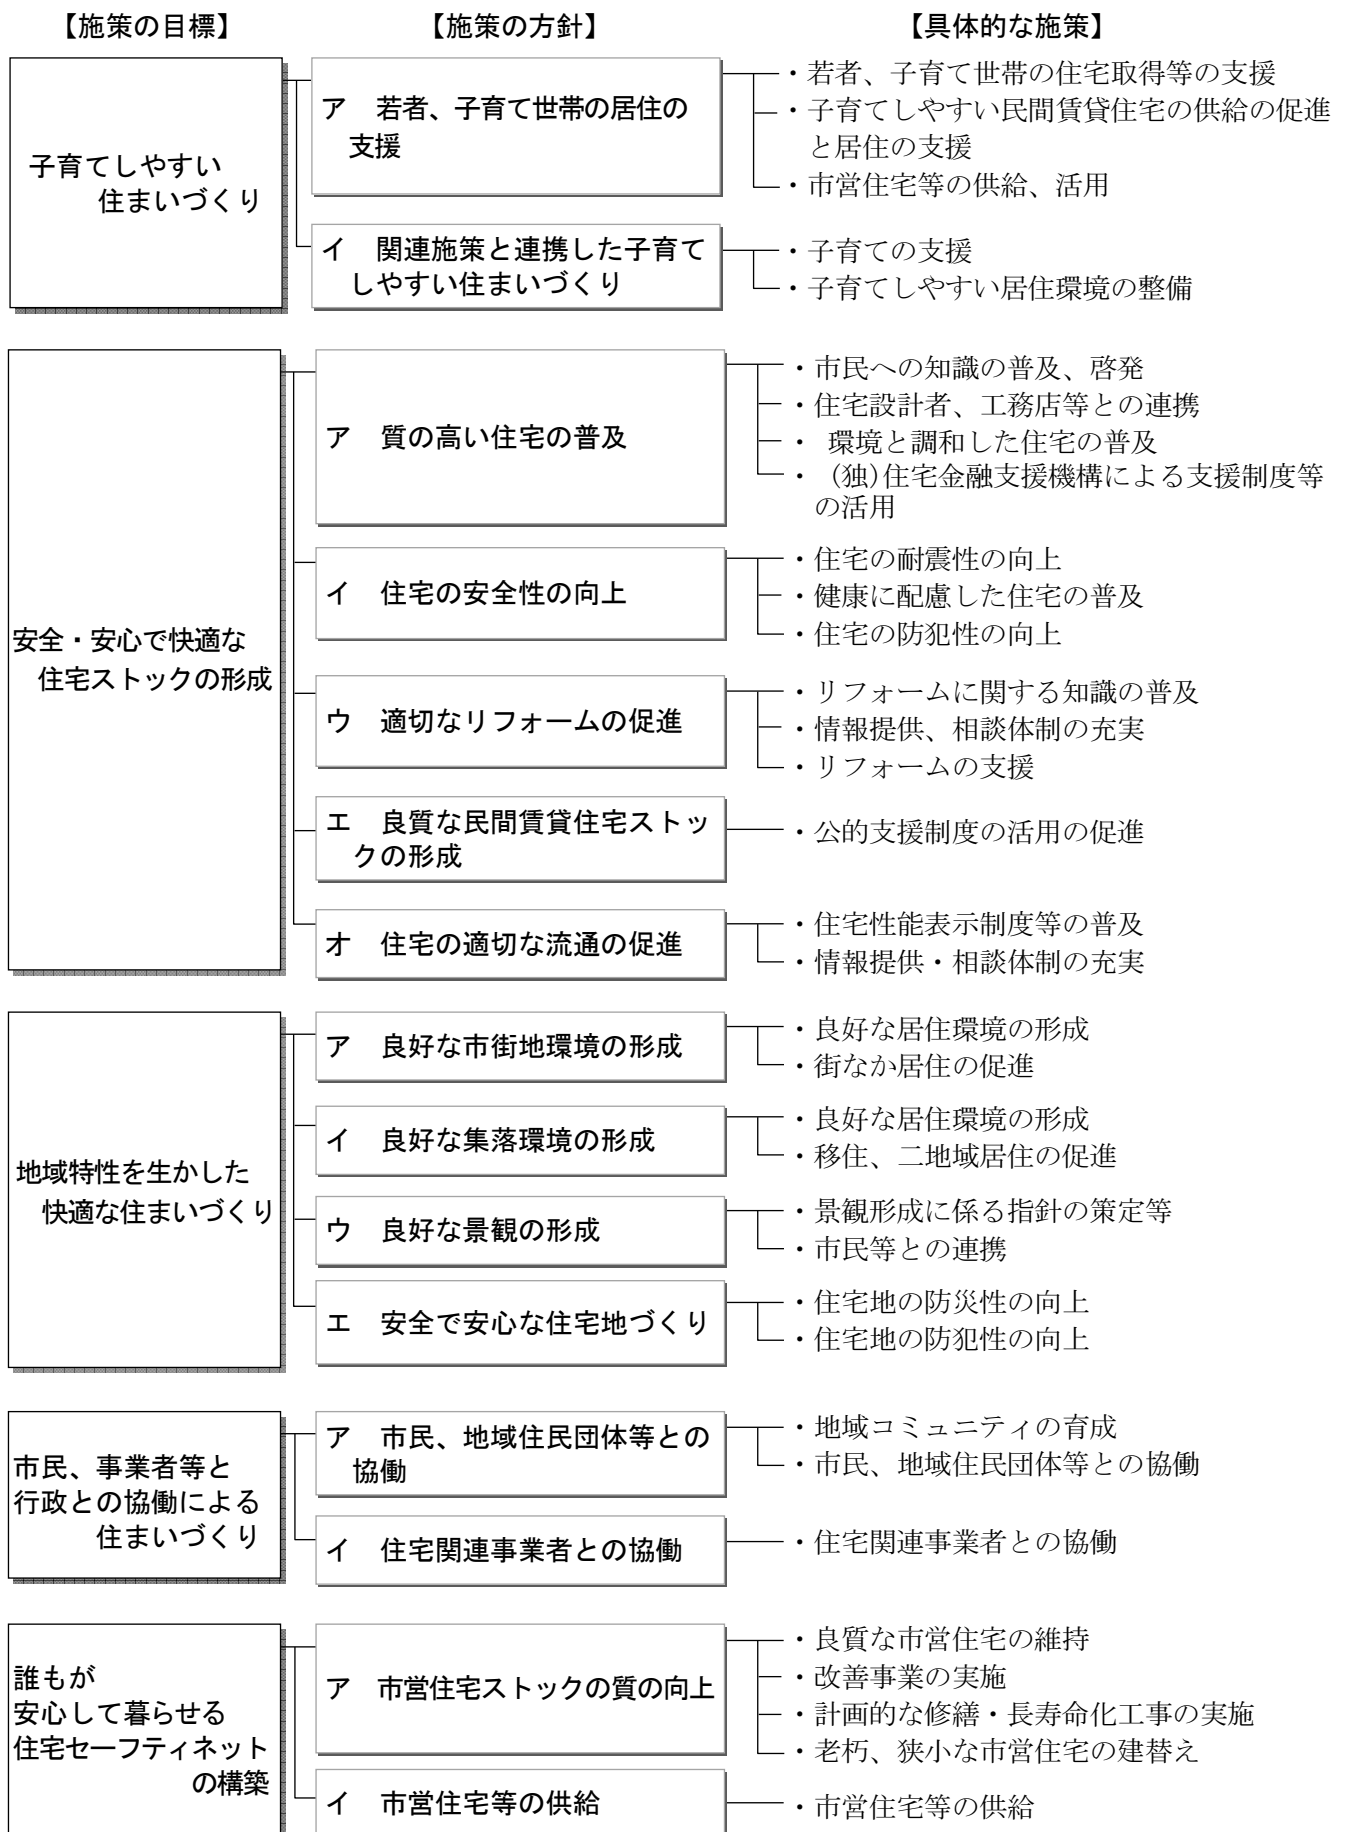 【施策の目標】 【施策の方針】 【具体的な施策】
子育てしやすい
住まいづくり
ア 若者、子育て世帯の居住の
支援
・若者、子育て世帯の住宅取得等の支援
・子育てしやすい民間賃貸住宅の供給の促進
と居住の支援
・市営住宅等の供給、活用
イ 関連施策と連携した子育て
しやすい住まいづくり
・子育ての支援
・子育てしやすい居住環境の整備
安全・安心で快適な
住宅ストックの形成
ア 質の高い住宅の普及
・市民への知識の普及、啓発
・住宅設計者、工務店等との連携
・ 環境と調和した住宅の普及
・(独)住宅金融支援機構による支援制度等
の活用
イ 住宅の安全性の向上
・住宅の耐震性の向上
・健康に配慮した住宅の普及
・住宅の防犯性の向上
ウ 適切なリフォームの促進
・リフォームに関する知識の普及
・情報提供、相談体制の充実
・リフォームの支援
エ 良質な民間賃貸住宅ストッ
クの形成
・公的支援制度の活用の促進
オ 住宅の適切な流通の促進
・住宅性能表示制度等の普及
・情報提供・相談体制の充実
地域特性を生かした
快適な住まいづくり
ア 良好な市街地環境の形成
・良好な居住環境の形成
・街なか居住の促進
イ 良好な集落環境の形成
・良好な居住環境の形成
・移住、二地域居住の促進
ウ 良好な景観の形成
・景観形成に係る指針の策定等
・市民等との連携
エ 安全で安心な住宅地づくり
・住宅地の防災性の向上
・住宅地の防犯性の向上
市民、事業者等と
行政との協働による
住まいづくり
ア 市民、地域住民団体等との
協働
・地域コミュニティの育成
・市民、地域住民団体等との協働
イ 住宅関連事業者との協働
・住宅関連事業者との協働
誰もが
安心して暮らせる
住宅セーフティネット
の構築
ア 市営住宅ストックの質の向上
・良質な市営住宅の維持
・改善事業の実施
・計画的な修繕・長寿命化工事の実施
・老朽、狭小な市営住宅の建替え
イ 市営住宅等の供給
・市営住宅等の供給